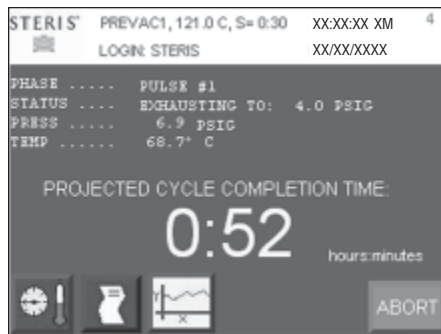 STERIS PREVAC1, 121.0 C, S= 0:30 XX:XX:XX XM 4
LOGIN: STERIS XX/XX/XXXX
PHASE ..... PULSE #1
STATUS .... EXHAUSTING TO: 4.0 PSIG
PRESS ..... 6.9 PSIG
TEMP ...... 68.7° C
PROJECTED CYCLE COMPLETION TIME:
0:52
hours:minutes
ABORT